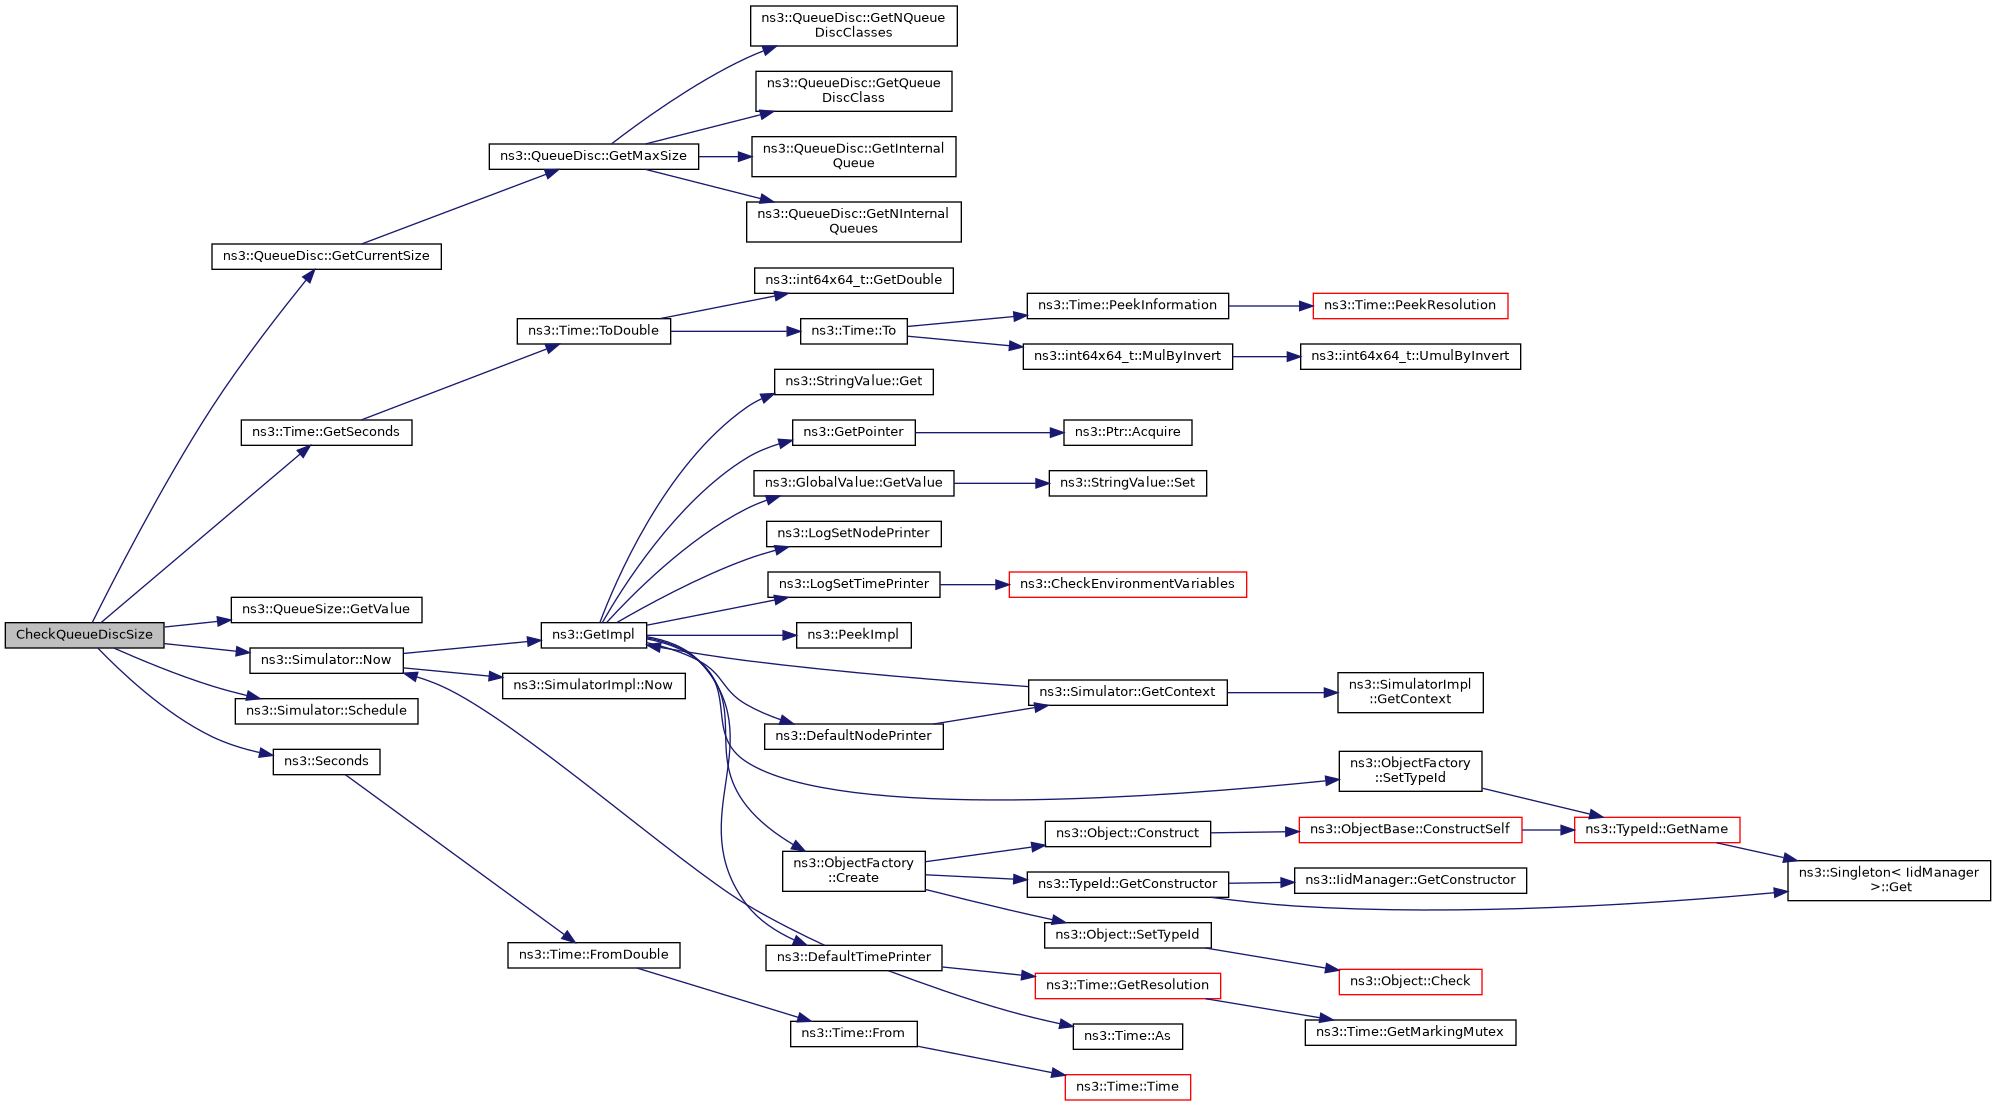 ns3::QueueDisc::GetNQueue
DiscClasses
ns3::QueueDisc::GetQueue
DiscClass
ns3::QueueDisc::GetMaxSize
ns3::QueueDisc::GetInternal
Queue
ns3::QueueDisc::GetNInternal
Queues
ns3::QueueDisc::GetCurrentSize
ns3::int64x64_t::GetDouble
ns3::Time::PeekInformation
ns3::Time::PeekResolution
ns3::Time::ToDouble
ns3::Time::To
ns3::int64x64_t::MulByInvert
ns3::int64x64_t::UmulByInvert
ns3::StringValue::Get
ns3::Time::GetSeconds
ns3::GetPointer
ns3::Ptr::Acquire
ns3::GlobalValue::GetValue
ns3::StringValue::Set
ns3::LogSetNodePrinter
ns3::LogSetTimePrinter
ns3::CheckEnvironmentVariables
ns3::QueueSize::GetValue
CheckQueueDiscSize
ns3::GetImpl
ns3::PeekImpl
ns3::Simulator::Now
ns3::SimulatorImpl::Now
ns3::Simulator::GetContext
ns3::SimulatorImpl
::GetContext
ns3::Simulator::Schedule
ns3::DefaultNodePrinter
ns3::Seconds
ns3::ObjectFactory
::SetTypeId
ns3::Object::Construct
ns3::ObjectBase::ConstructSelf
ns3::TypeId::GetName
ns3::ObjectFactory
::Create
ns3::TypeId::GetConstructor
ns3::IidManager::GetConstructor
ns3::Singleton< IidManager
>::Get
ns3::Object::SetTypeId
ns3::Time::FromDouble
ns3::DefaultTimePrinter
ns3::Object::Check
ns3::Time::GetResolution
ns3::Time::From
ns3::Time::As
ns3::Time::GetMarkingMutex
ns3::Time::Time